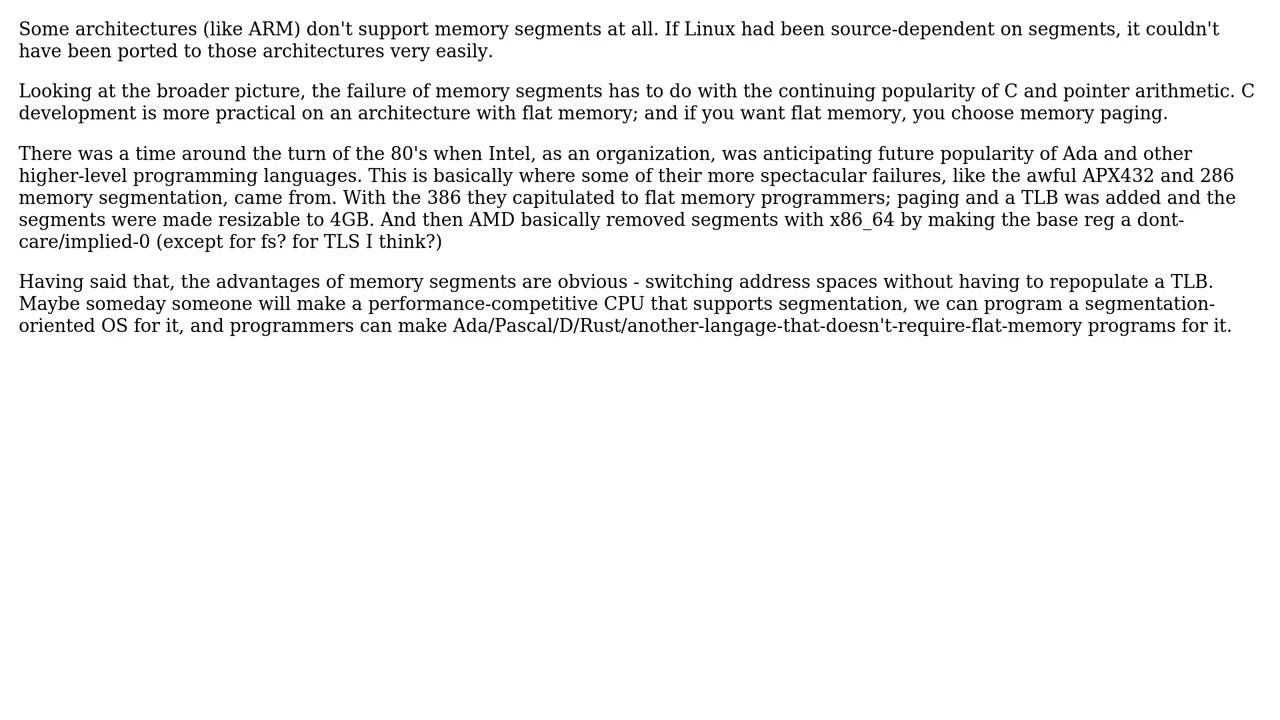 Some architectures (like ARM) don't support memory segments at all. If Linux had been source-dependent on segments, it couldn't
have been ported to those architectures very easily.
Looking at the broader picture, the failure of memory segments has to do with the continuing popularity of C and pointer arithmetic. C
development is more practical on an architecture with flat memory; and if you want flat memory, you choose memory paging.
There was a time around the turn of the 80's when Intel, as an organization, was anticipating future popularity of Ada and other
higher-level programming languages. This is basically where some of their more spectacular failures, like the awful APX432 and 286
memory segmentation, came from. With the 386 they capitulated to flat memory programmers; paging and a TLB was added and the
segments were made resizable to 4GB. And then AMD basically removed segments with x86_64 by making the base reg a dont-
care/implied-0 (except for fs? for TLS I think?)
Having said that, the advantages of memory segments are obvious - switching address spaces without having to repopulate a TLB.
Maybe someday someone will make a performance-competitive CPU that supports segmentation, we can program a segmentation-
oriented OS for it, and programmers can make Ada/Pascal/D/Rust/another-langage-that-doesn't-require-flat-memory programs for it.